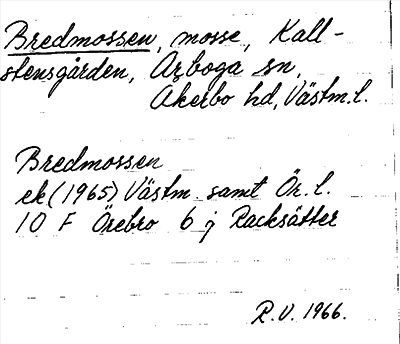 Bredmossen, mosse, Kall-
stensgården, Arboga sn,
Akerbo hd, Västm.l.
Bredmossen
ek (1965) Västm. samt Ör. l.
10 F Örebro 6 j Racksätter
R.V. 1966.